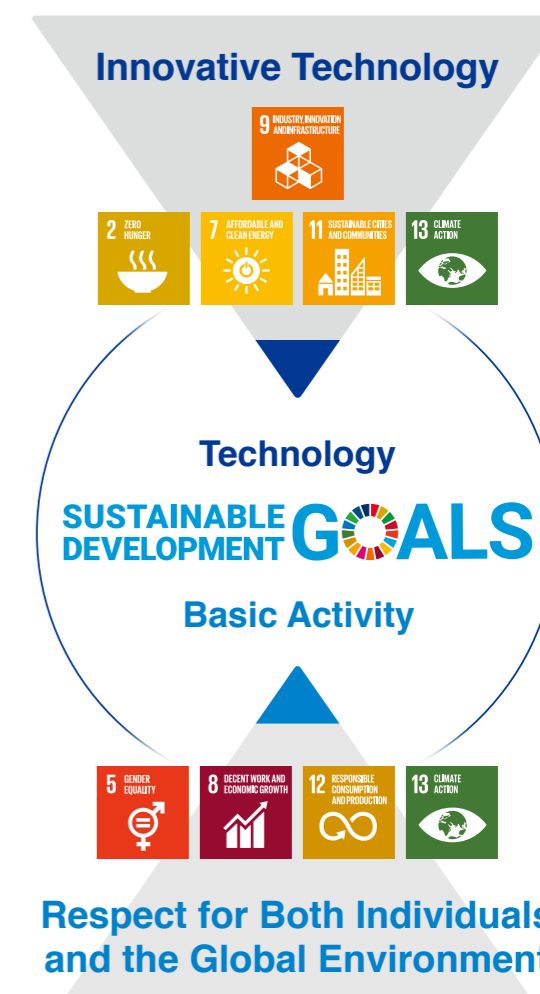 Innovative Technology
9 INDUSTRY, INNOVATION
AND INFRASTRUCTURE
2 ZERO
HUNGER
7 AFFORDABLE AND
CLEAN ENERGY
11 SUSTAINABLE CITIES
AND COMMUNITIES
13 CLIMATE
ACTION
Technology
SUSTAINABLE
DEVELOPMENT
GOALS
Basic Activity
5 GENDER
EQUALITY
8 DECENT WORK AND
ECONOMIC GROWTH
12 RESPONSIBLE
CONSUMPTION
AND PRODUCTION
13 CLIMATE
ACTION
Respect for Both Individuals
and the Global Environment